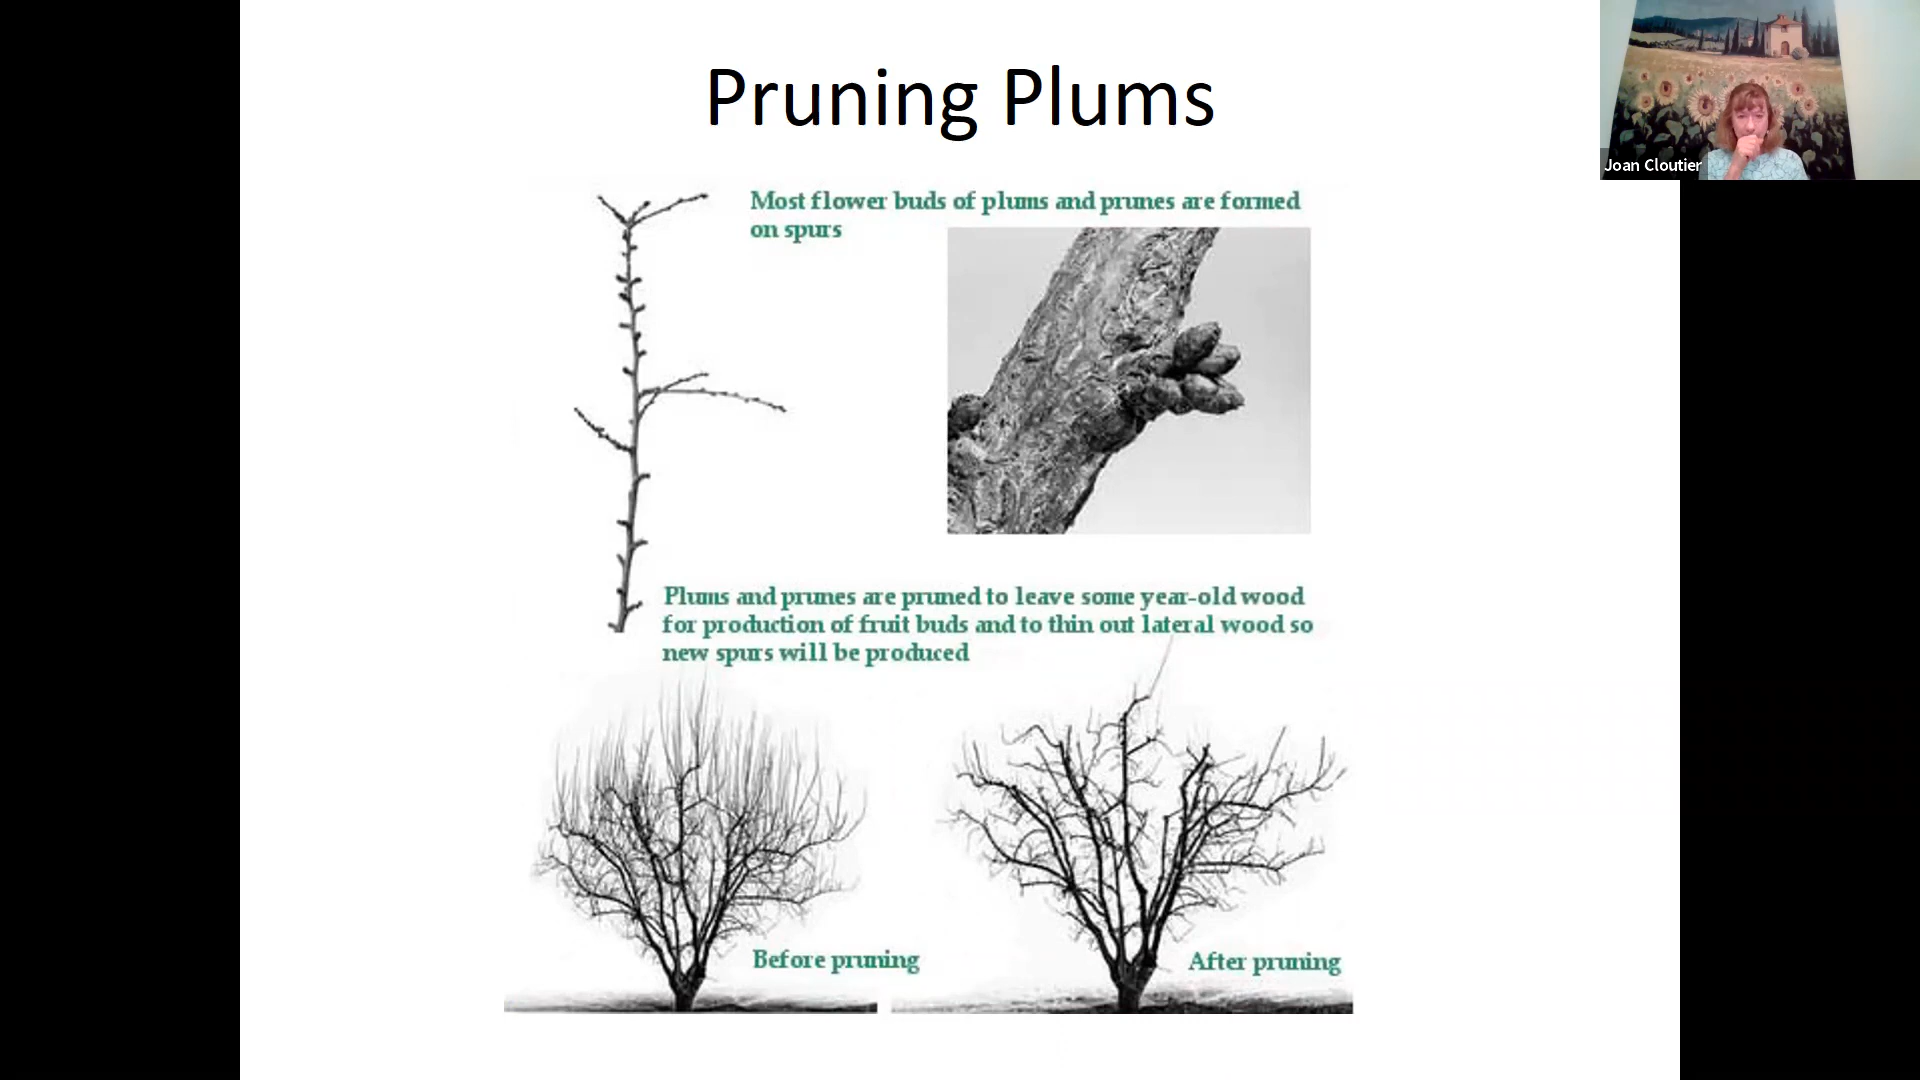 Pruning Plums
Joan Cloutier
Most flower buds of plums and prunes are formed
on spurs
Plums and prunes are pruned to leave some year-old wood
for production of fruit buds and to thin out lateral wood so
new spurs will be produced
Before pruning
After pruning